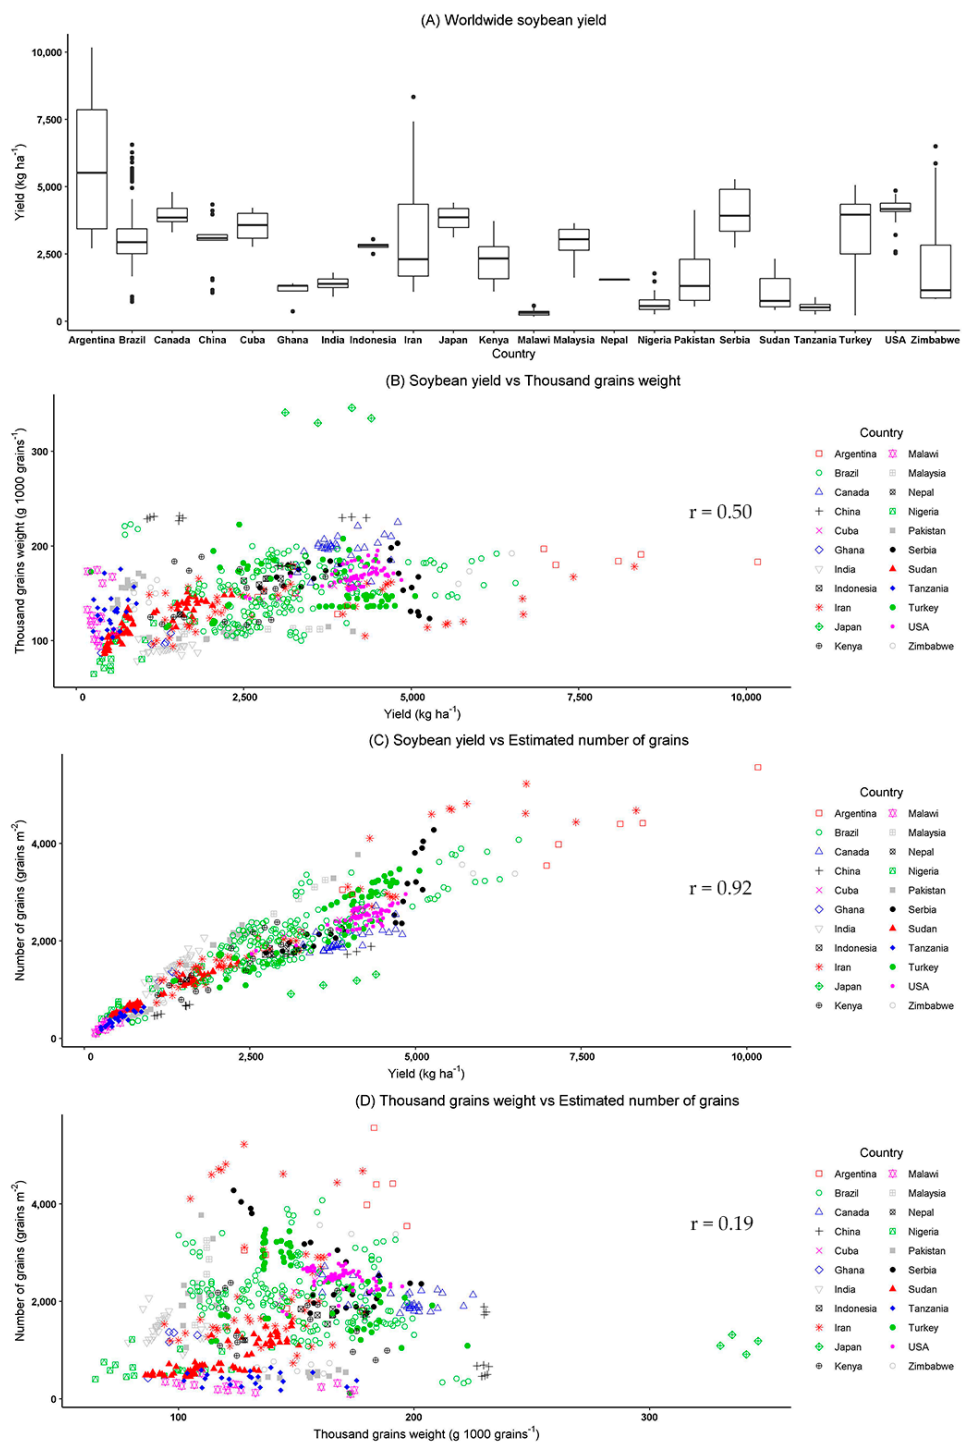 (A) Worldwide soybean yield
Yield (kg ha⁻¹)
10,000
7,500
5,000
2,500
0
Argentina Brazil Canada China Cuba Ghana India Indonesia Iran Japan Kenya Malawi Malaysia Nepal Nigeria Pakistan Serbia Sudan Tanzania Turkey USA Zimbabwe
Country
(B) Soybean yield vs Thousand grains weight
Thousand grains weight (g 1000 grains⁻¹)
300
200
100
r = 0.50
0 2,500 5,000 7,500 10,000
Yield (kg ha⁻¹)
Country
Argentina Malawi
Brazil Malaysia
Canada Nepal
China Nigeria
Cuba Pakistan
Ghana Serbia
India Sudan
Indonesia Tanzania
Iran Turkey
Japan USA
Kenya Zimbabwe
(C) Soybean yield vs Estimated number of grains
Number of grains (grains m⁻²)
4,000
2,000
0
r = 0.92
0 2,500 5,000 7,500 10,000
Yield (kg ha⁻¹)
Country
Argentina Malawi
Brazil Malaysia
Canada Nepal
China Nigeria
Cuba Pakistan
Ghana Serbia
India Sudan
Indonesia Tanzania
Iran Turkey
Japan USA
Kenya Zimbabwe
(D) Thousand grains weight vs Estimated number of grains
Number of grains (grains m⁻²)
4,000
2,000
0
r = 0.19
100 200 300
Thousand grains weight (g 1000 grains⁻¹)
Country
Argentina Malawi
Brazil Malaysia
Canada Nepal
China Nigeria
Cuba Pakistan
Ghana Serbia
India Sudan
Indonesia Tanzania
Iran Turkey
Japan USA
Kenya Zimbabwe